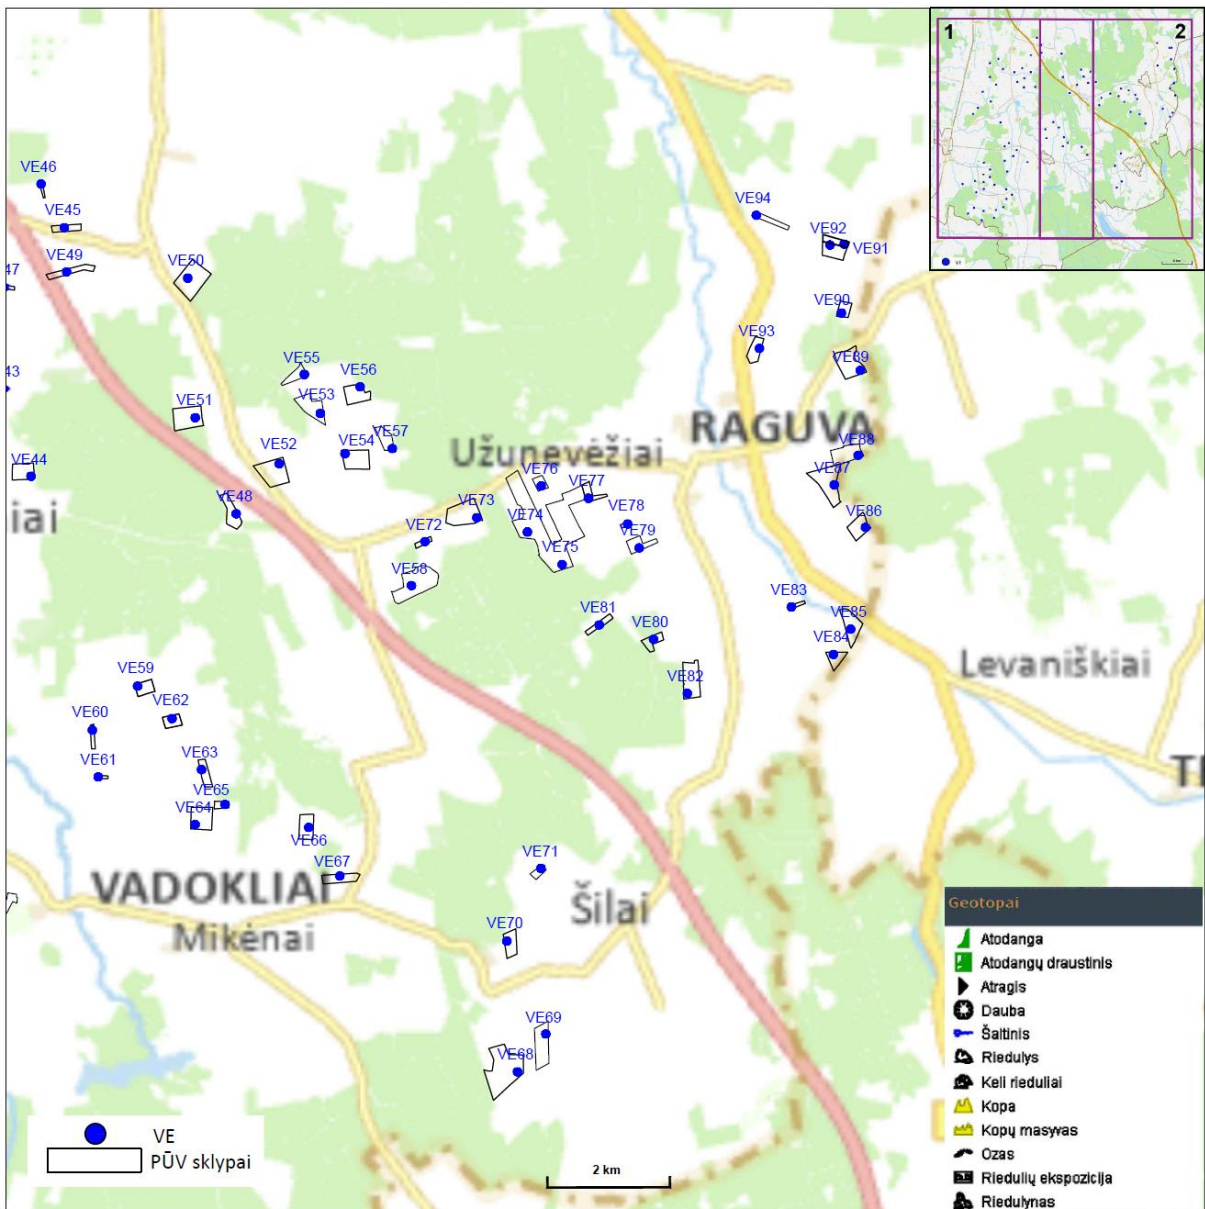 1
2
VE
VE46
VE45
VE94
VE92
VE91
VE49
47
VE50
VE90
VE93
VE89
VE55
VE56
43
VE51
VE53
RAGUVA
VE57
VE54
Užunevėžiai
VE88
VE52
VE44
VE76
VE77
VE87
VE48
VE73
VE78
iai
VE74
VE86
VE72
VE79
VE75
VE58
VE83
VE81
VE85
VE80
VE84
Levaniškiai
VE59
VE82
VE62
VE60
VE63
VE61
VE65
VE64
VE66
VE71
VE67
VADOKLIAI
Šilai
Mikėnai
VE70
VE69
VE68
Geotopai
Atodanga
Atodangų draustinis
Atragis
Dauba
Šaltinis
Riedulys
Keli rieduliai
Kopa
Kopų masyvas
Ozas
Riedulių ekspozicija
Riedulynas
VE
PŪV sklypai
2 km